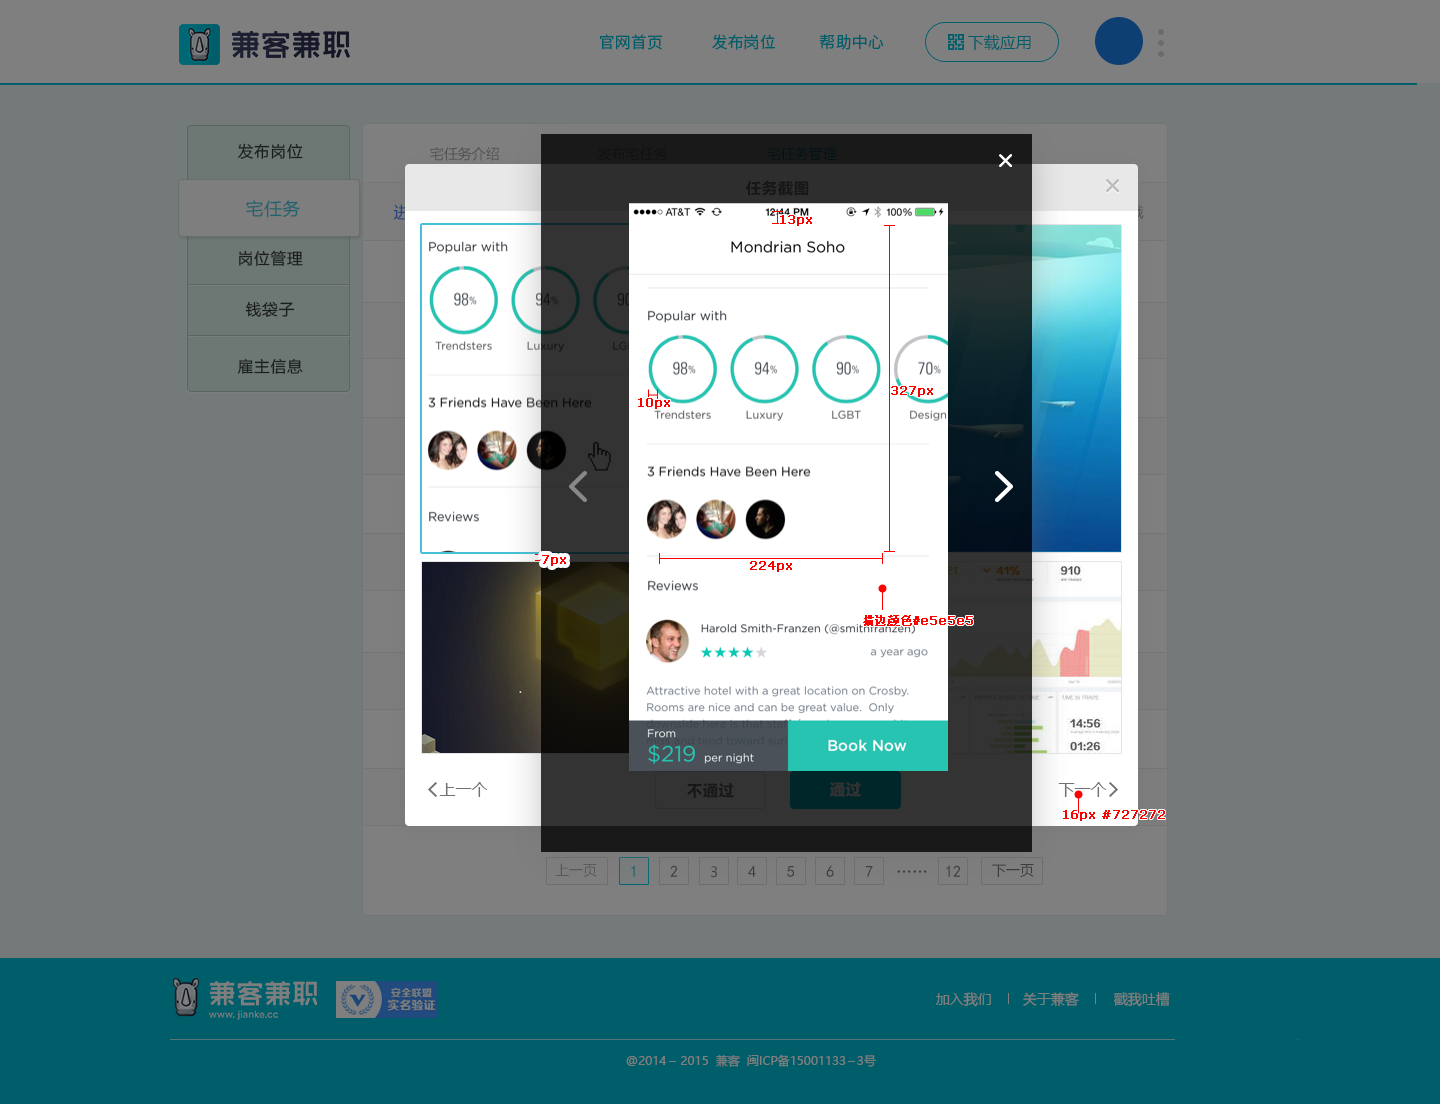 兼客兼职
官网首页
发布岗位
帮助中心
下载应用
发布岗位
宅任务
岗位管理
钱袋子
雇主信息
宅任务介绍
发布宅任务
宅任务管理
任务截图
进
Popular with
98%
94%
90
Trendsters
Luxury
LG
3 Friends Have Been Here
Reviews
AT&T
12:44 PM
100%
13px
Mondrian Soho
Popular with
98%
94%
90%
70%
327px
10px
Trendsters
Luxury
LGBT
Design
3 Friends Have Been Here
-7px
224px
Reviews
描边颜色#e5e5e5
Harold Smith-Franzen (@smithfranzen)
a year ago
Attractive hotel with a great location on Crosby.
Rooms are nice and can be great value. Only
From
$219 per night
Book Now
41%
910
TIME IN TRAFFIC
14:56
01:26
上一个
不通过
通过
下一个
16px #727272
上一页
1
2
3
4
5
6
7
······
12
下一页
兼客兼职
www.jianke.cc
安全联盟
实名验证
加入我们
关于兼客
戳我吐槽
@2014－2015 兼客 闽ICP备15001133－3号